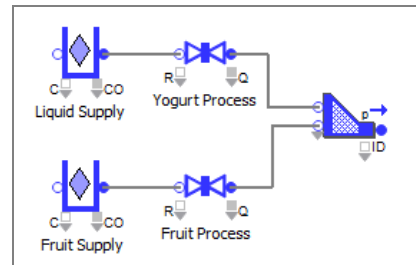 C CO R Q
Liquid Supply Yogurt Process
p
ID
C CO R Q
Fruit Supply Fruit Process